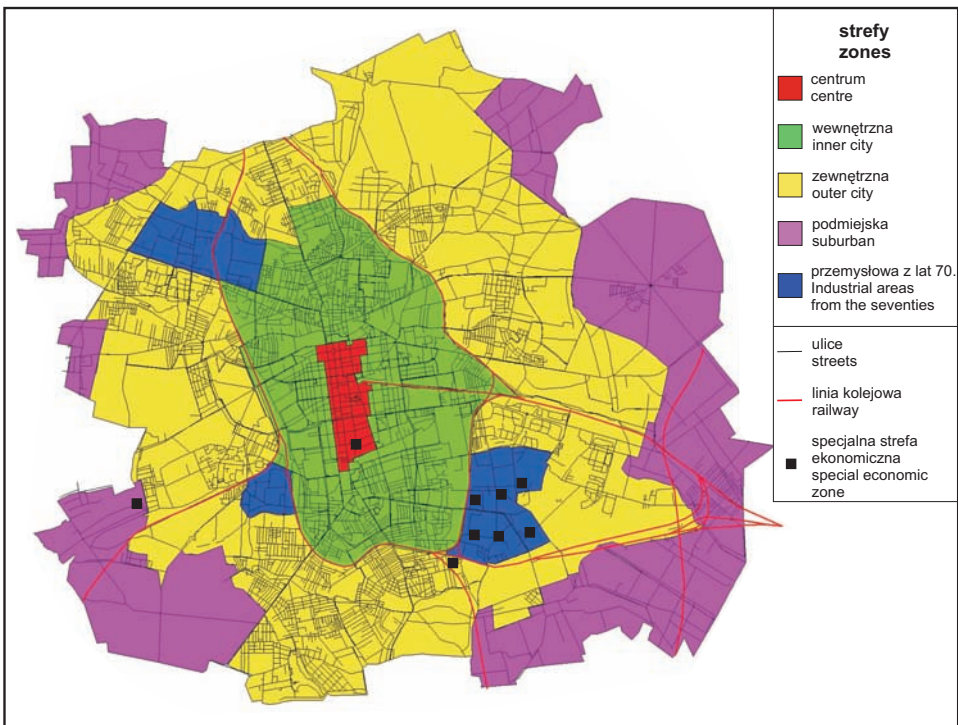 strefy
zones
centrum
centre
wewnętrzna
inner city
zewnętrzna
outer city
podmiejska
suburban
przemysłowa z lat 70.
Industrial areas
from the seventies
ulice
streets
linia kolejowa
railway
specjalna strefa
ekonomiczna
special economic
zone